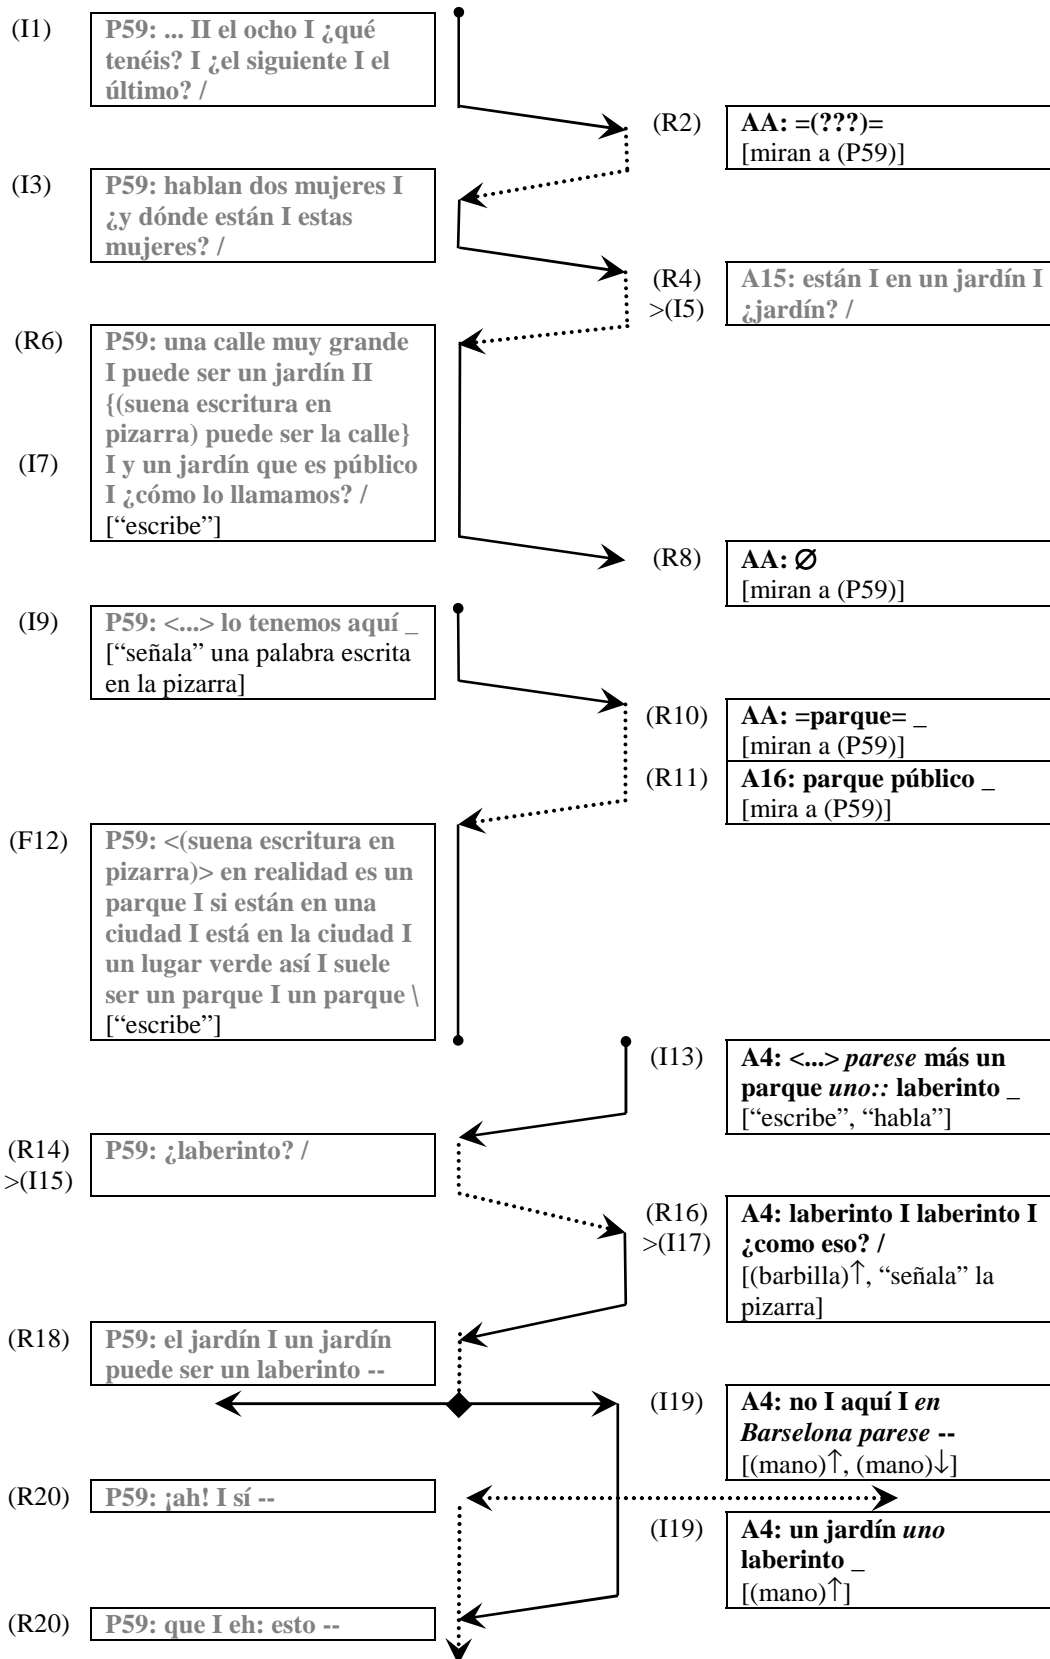 (I1)
P59: ... II el ocho I ¿qué
tenéis? I ¿el siguiente I el
último? /
(R2)
AA: =(???)=
[miran a (P59)]
(I3)
P59: hablan dos mujeres I
¿y dónde están I estas
mujeres? /
(R4)
>(I5)
A15: están I en un jardín I
¿jardín? /
(R6)
P59: una calle muy grande
I puede ser un jardín II
{(suena escritura en
pizarra) puede ser la calle}
(I7)
I y un jardín que es público
I ¿cómo lo llamamos? /
[“escribe”]
(R8)
AA: Ø
[miran a (P59)]
(I9)
P59: <...> lo tenemos aquí _
[“señala” una palabra escrita
en la pizarra]
(R10)
AA: =parque= _
[miran a (P59)]
(R11)
A16: parque público _
[mira a (P59)]
(F12)
P59: <(suena escritura en
pizarra)> en realidad es un
parque I si están en una
ciudad I está en la ciudad I
un lugar verde así I suele
ser un parque I un parque \
[“escribe”]
(I13)
A4: <...> parese más un
parque uno:: laberinto _
[“escribe”, “habla”]
(R14)
>(I15)
P59: ¿laberinto? /
(R16)
>(I17)
A4: laberinto I laberinto I
¿como eso? /
[(barbilla)↑, “señala” la
pizarra]
(R18)
P59: el jardín I un jardín
puede ser un laberinto --
(I19)
A4: no I aquí I en
Barselona parese --
[(mano)↑, (mano)↓]
(R20)
P59: ¡ah! I sí --
(I19)
A4: un jardín uno
laberinto _
[(mano)↑]
(R20)
P59: que I eh: esto --